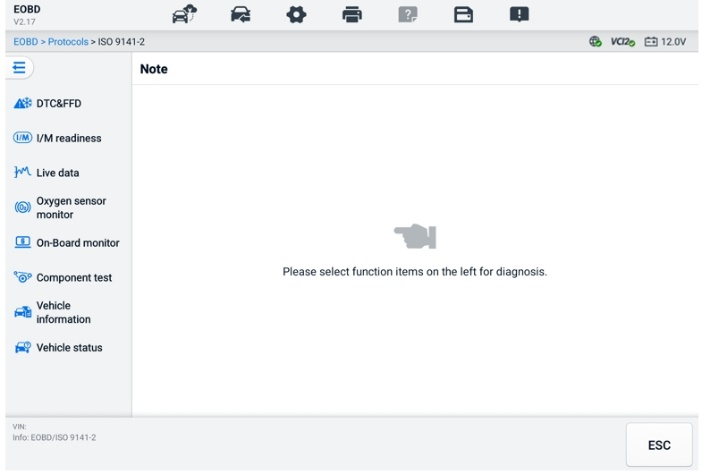 EOBD
V2.17
EOBD > Protocols > ISO 9141-2
VCI2
12.0V
Note
DTC&FFD
I/M
I/M readiness
Live data
Oxygen sensor
monitor
On-Board monitor
Component test
Vehicle
information
Vehicle status
Please select function items on the left for diagnosis.
VIN:
Info: EOBD/ISO 9141-2
ESC